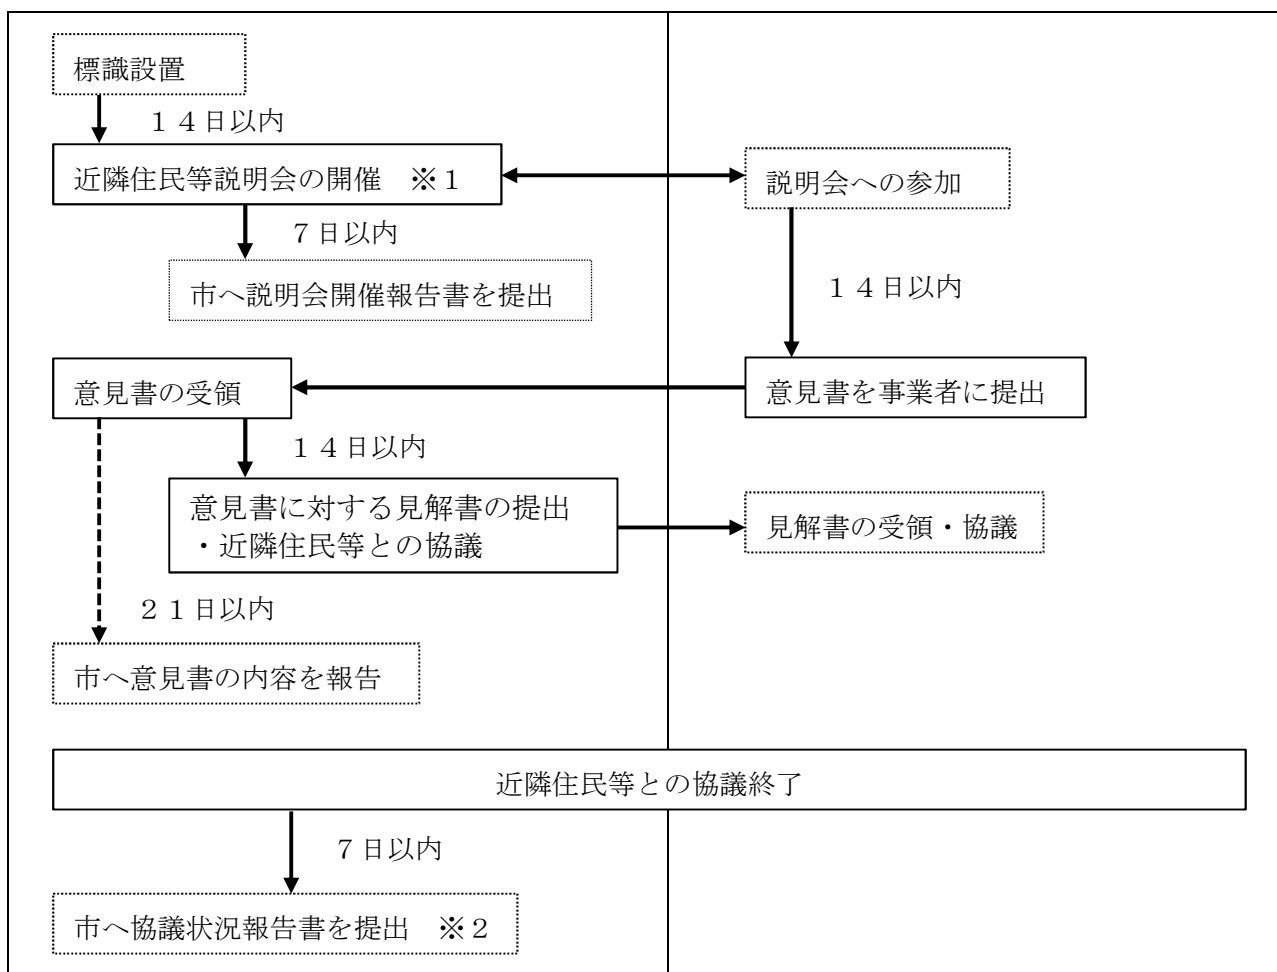 標識設置
１４日以内
近隣住民等説明会の開催　※１
説明会への参加
７日以内
市へ説明会開催報告書を提出
１４日以内
意見書の受領
意見書を事業者に提出
１４日以内
意見書に対する見解書の提出
・近隣住民等との協議
見解書の受領・協議
２１日以内
市へ意見書の内容を報告
近隣住民等との協議終了
７日以内
市へ協議状況報告書を提出　※２